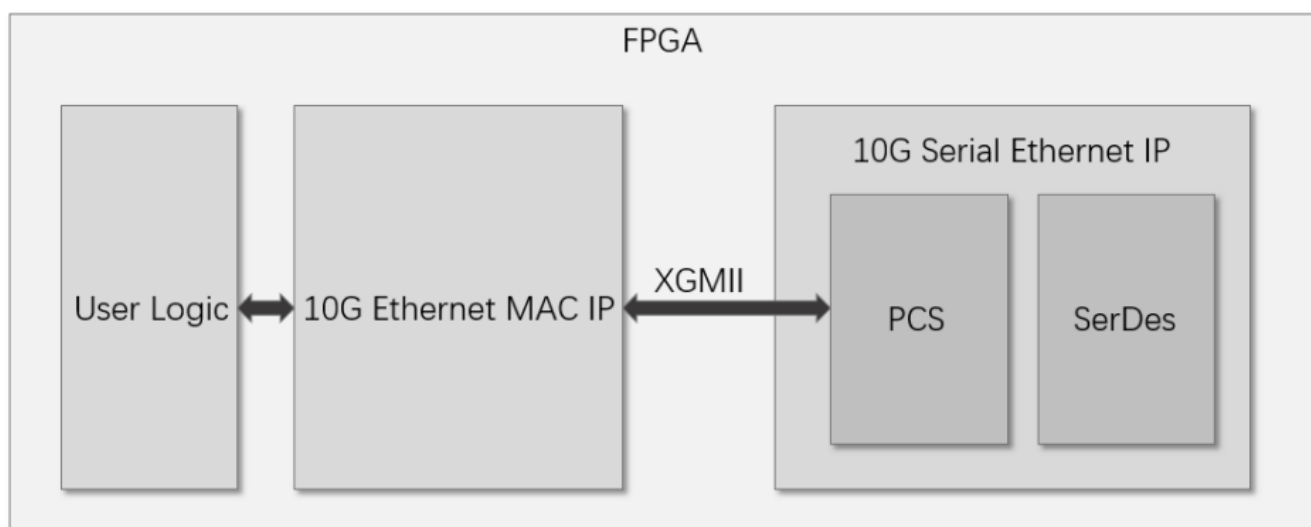 FPGA
10G Serial Ethernet IP
User Logic
10G Ethernet MAC IP
XGMII
PCS
SerDes